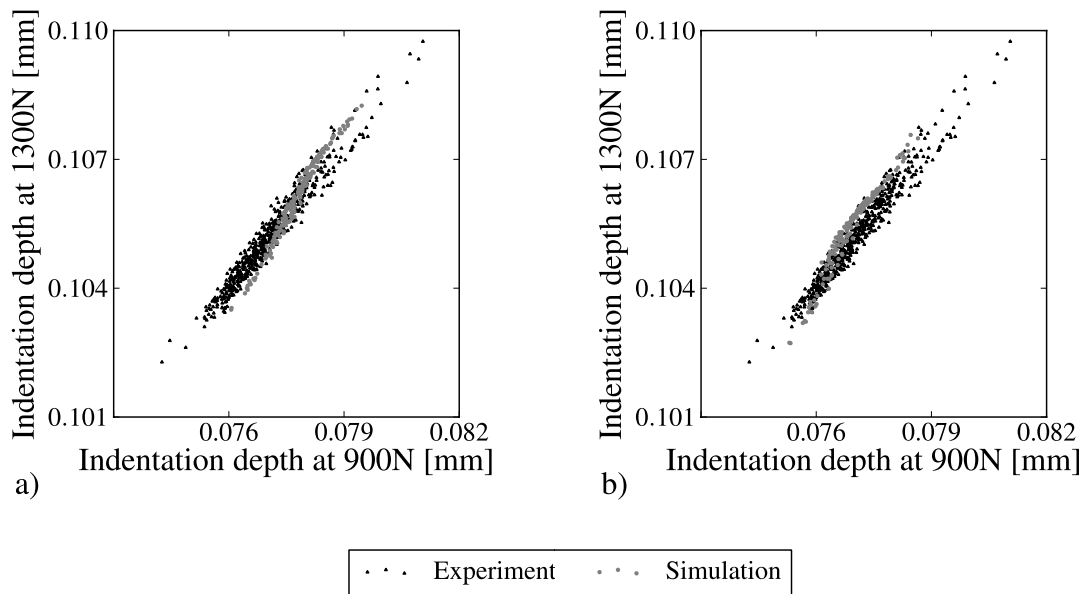 Indentation depth at 1300N [mm]
0.110
0.107
0.104
0.101
0.076 0.079 0.082
Indentation depth at 900N [mm]
a)
Indentation depth at 1300N [mm]
0.110
0.107
0.104
0.101
0.076 0.079 0.082
Indentation depth at 900N [mm]
b)
Experiment Simulation